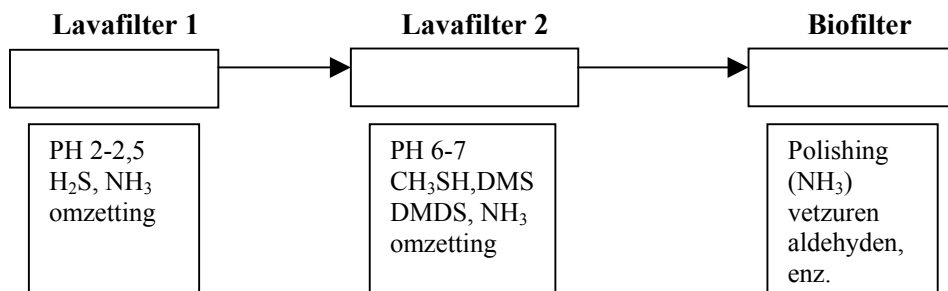 Lavafilter 1
Lavafilter 2
Biofilter
PH 2-2,5
H₂S, NH₃
omzetting
PH 6-7
CH₃SH,DMS
DMDS, NH₃
omzetting
Polishing
(NH₃)
vetzuren
aldehyden,
enz.